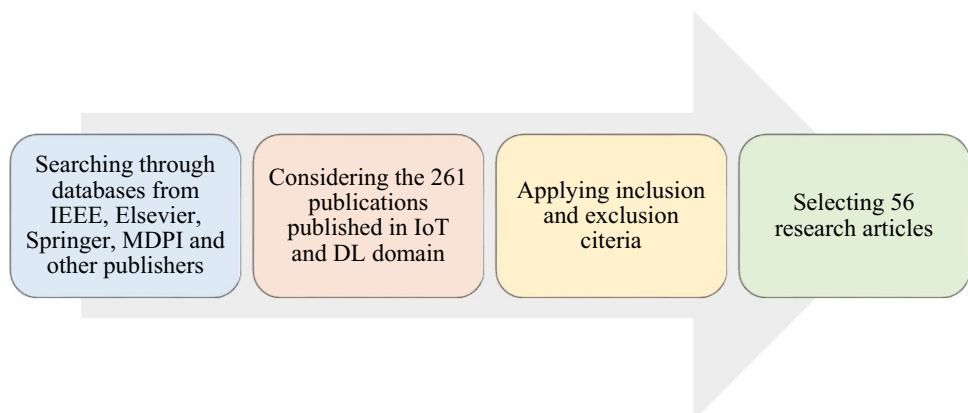 Searching through
databases from
IEEE, Elsevier,
Springer, MDPI and
other publishers
Considering the 261
publications
published in IoT
and DL domain
Applying inclusion
and exclusion
citeria
Selecting 56
research articles